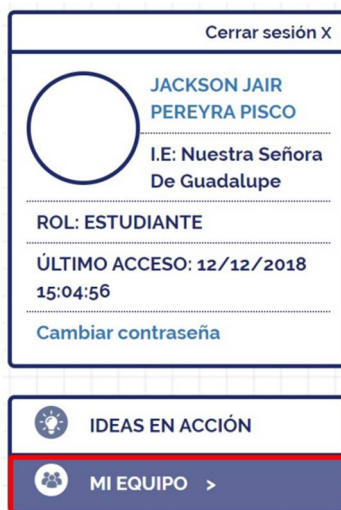 Cerrar sesión X
JACKSON JAIR
PEREYRA PISCO
I.E: Nuestra Señora
De Guadalupe
ROL: ESTUDIANTE
ÚLTIMO ACCESO: 12/12/2018
15:04:56
Cambiar contraseña
IDEAS EN ACCIÓN
MI EQUIPO >